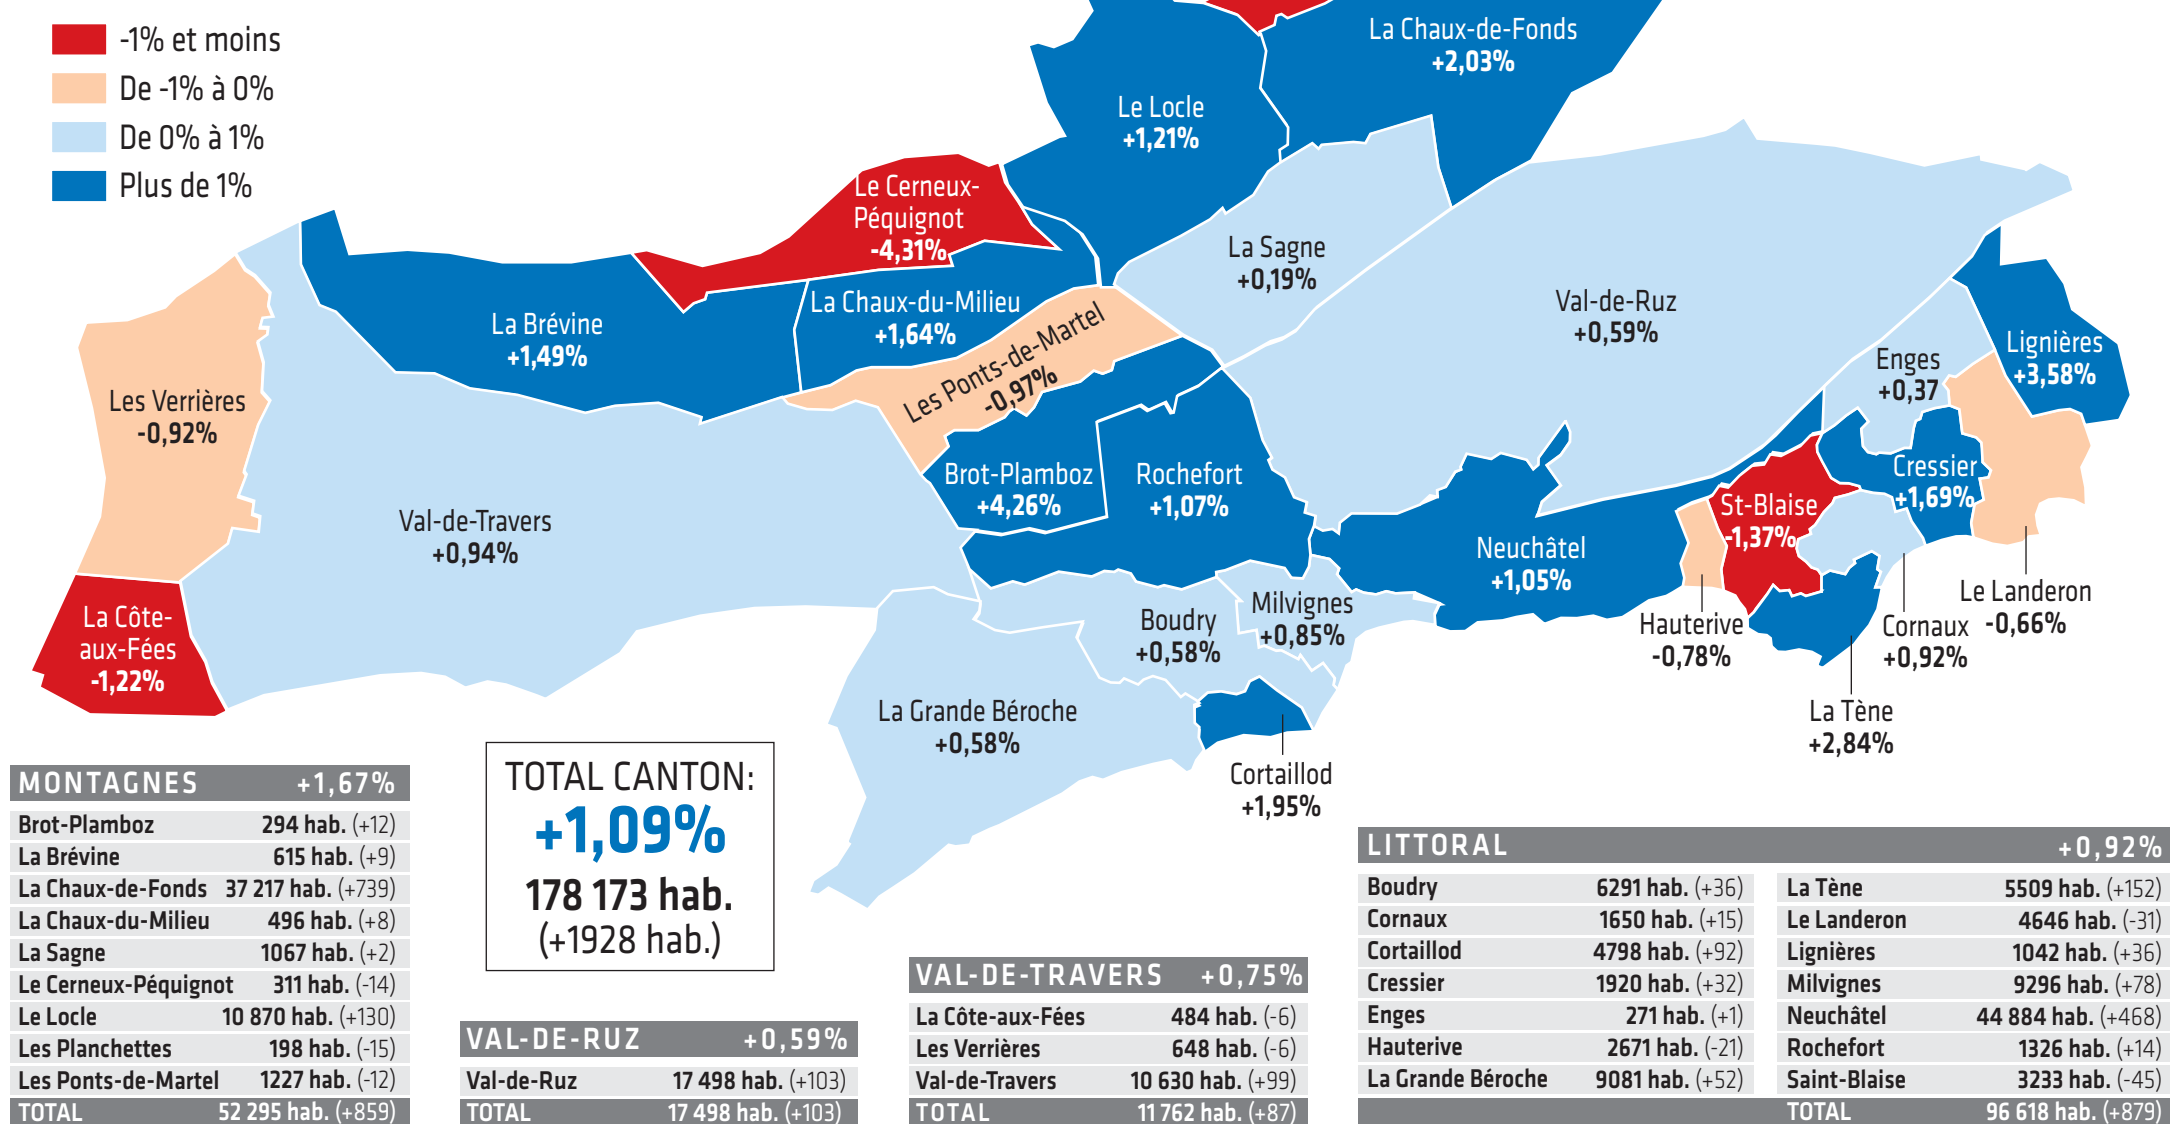 -1% et moins
De -1% à 0%
De 0% à 1%
Plus de 1%
La Chaux-de-Fonds
+2,03%
Le Locle
+1,21%
Le Cerneux-
Péquignot
-4,31%
La Sagne
+0,19%
La Chaux-du-Milieu
+1,64%
La Brévine
+1,49%
Val-de-Ruz
+0,59%
Les Ponts-de-Martel
-0,97%
Lignières
+3,58%
Enges
+0,37
Les Verrières
-0,92%
Brot-Plamboz
+4,26%
Rochefort
+1,07%
Cressier
+1,69%
St-Blaise
-1,37%
Val-de-Travers
+0,94%
Neuchâtel
+1,05%
Le Landeron
-0,66%
La Côte-
aux-Fées
-1,22%
Boudry
+0,58%
Milvignes
+0,85%
Hauterive
-0,78%
Cornaux
+0,92%
La Grande Béroche
+0,58%
La Tène
+2,84%
Cortaillod
+1,95%
MONTAGNES +1,67%
Brot-Plamboz 294 hab. (+12)
La Brévine 615 hab. (+9)
La Chaux-de-Fonds 37 217 hab. (+739)
La Chaux-du-Milieu 496 hab. (+8)
La Sagne 1067 hab. (+2)
Le Cerneux-Péquignot 311 hab. (-14)
Le Locle 10 870 hab. (+130)
Les Planchettes 198 hab. (-15)
Les Ponts-de-Martel 1227 hab. (-12)
TOTAL 52 295 hab. (+859)
TOTAL CANTON:
+1,09%
178 173 hab.
(+1928 hab.)
VAL-DE-RUZ +0,59%
Val-de-Ruz 17 498 hab. (+103)
TOTAL 17 498 hab. (+103)
VAL-DE-TRAVERS +0,75%
La Côte-aux-Fées 484 hab. (-6)
Les Verrières 648 hab. (-6)
Val-de-Travers 10 630 hab. (+99)
TOTAL 11 762 hab. (+87)
LITTORAL +0,92%
Boudry 6291 hab. (+36)
Cornaux 1650 hab. (+15)
Cortaillod 4798 hab. (+92)
Cressier 1920 hab. (+32)
Enges 271 hab. (+1)
Hauterive 2671 hab. (-21)
La Grande Béroche 9081 hab. (+52)
La Tène 5509 hab. (+152)
Le Landeron 4646 hab. (-31)
Lignières 1042 hab. (+36)
Milvignes 9296 hab. (+78)
Neuchâtel 44 884 hab. (+468)
Rochefort 1326 hab. (+14)
Saint-Blaise 3233 hab. (-45)
TOTAL 96 618 hab. (+879)